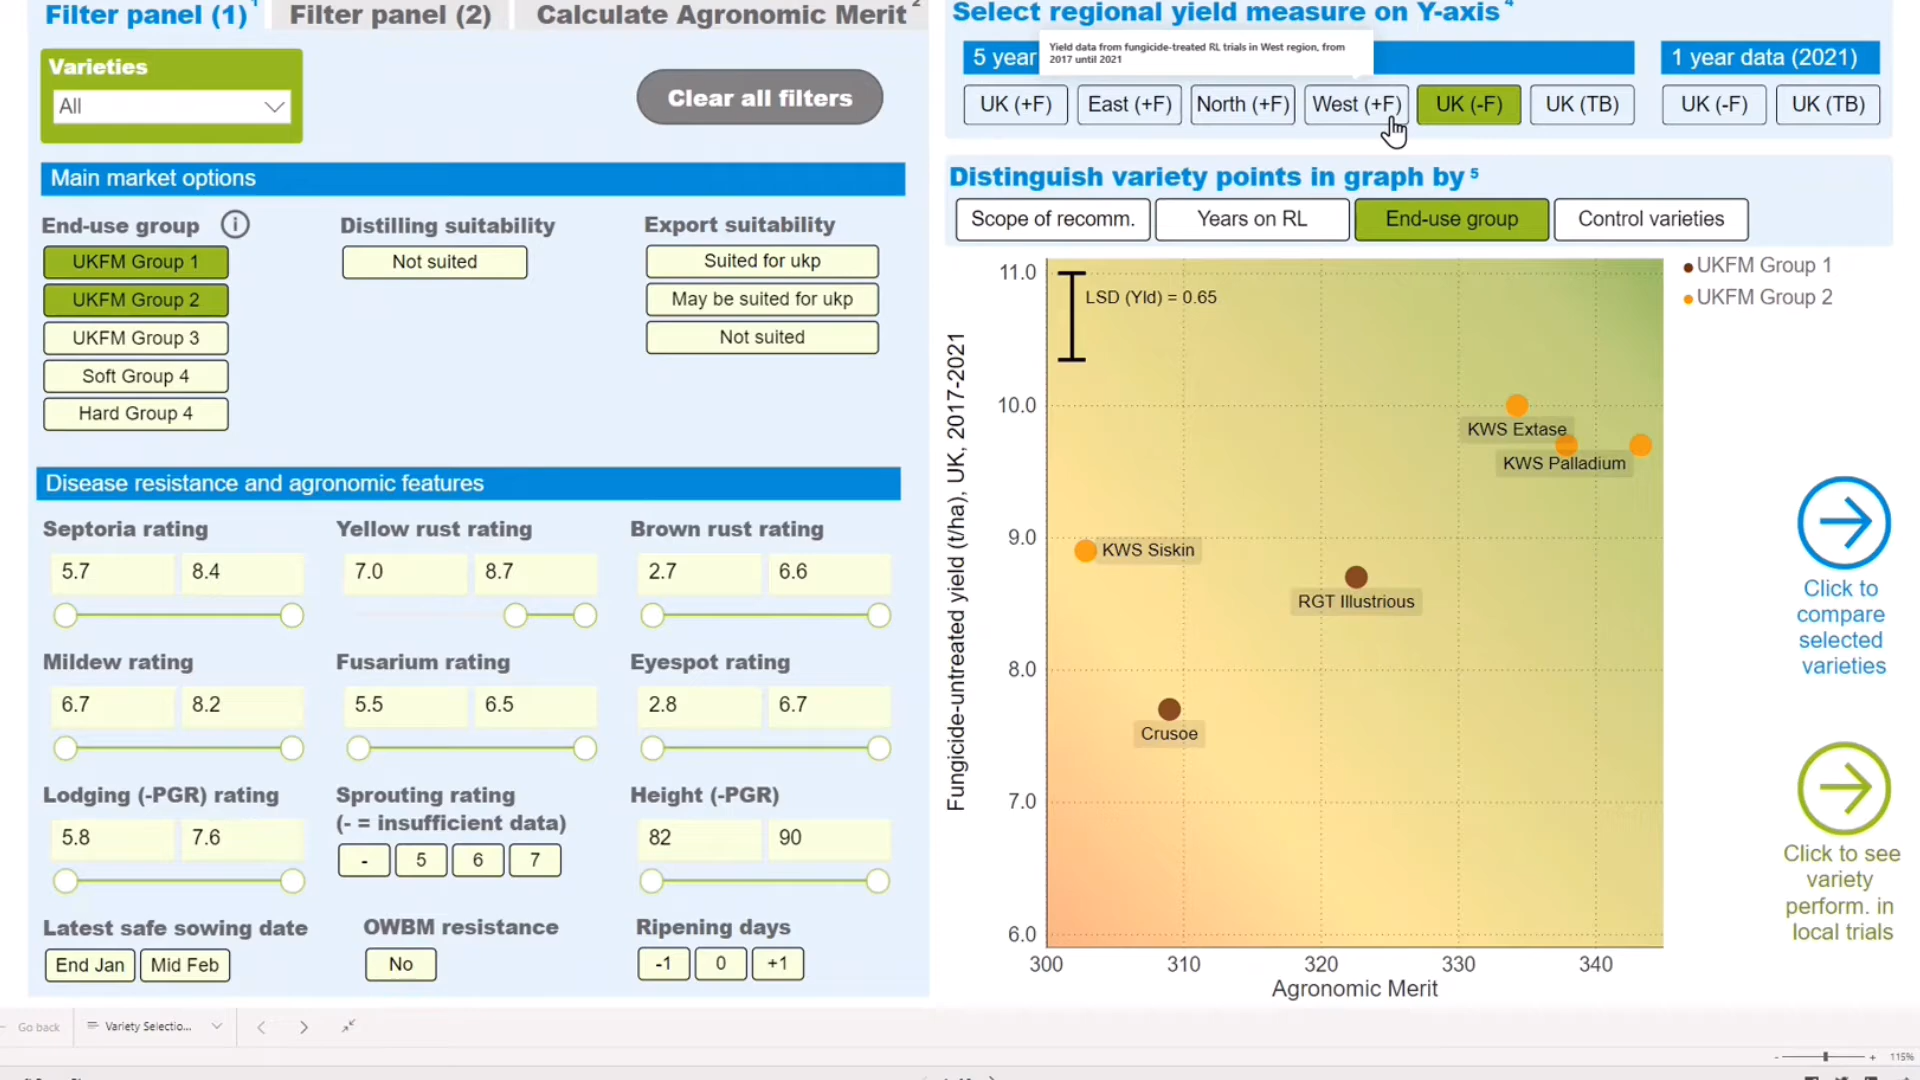 Filter panel (1) 1
Filter panel (2)
Calculate Agronomic Merit 2
Varieties
All
Clear all filters
Main market options
End-use group
i
UKFM Group 1
UKFM Group 2
UKFM Group 3
Soft Group 4
Hard Group 4
Distilling suitability
Not suited
Export suitability
Suited for ukp
May be suited for ukp
Not suited
Disease resistance and agronomic features
Septoria rating
5.7 8.4
Yellow rust rating
7.0 8.7
Brown rust rating
2.7 6.6
Mildew rating
6.7 8.2
Fusarium rating
5.5 6.5
Eyespot rating
2.8 6.7
Lodging (-PGR) rating
5.8 7.6
Sprouting rating
(- = insufficient data)
- 5 6 7
Height (-PGR)
82 90
Latest safe sowing date
End Jan Mid Feb
OWBM resistance
No
Ripening days
-1 0 +1
Select regional yield measure on Y-axis 4
5 year
Yield data from fungicide-treated RL trials in West region, from
2017 until 2021
1 year data (2021)
UK (+F) East (+F) North (+F) West (+F) UK (-F) UK (TB) UK (-F) UK (TB)
Distinguish variety points in graph by 5
Scope of recomm. Years on RL End-use group Control varieties
UKFM Group 1
UKFM Group 2
Fungicide-untreated yield (t/ha), UK, 2017-2021
11.0
10.0
9.0
8.0
7.0
6.0
LSD (Yld) = 0.65
KWS Extase
KWS Palladium
KWS Siskin
RGT Illustrious
Crusoe
300 310 320 330 340
Agronomic Merit
Click to
compare
selected
varieties
Click to see
variety
perform. in
local trials
Go back
Variety Selectio...
- + 115%